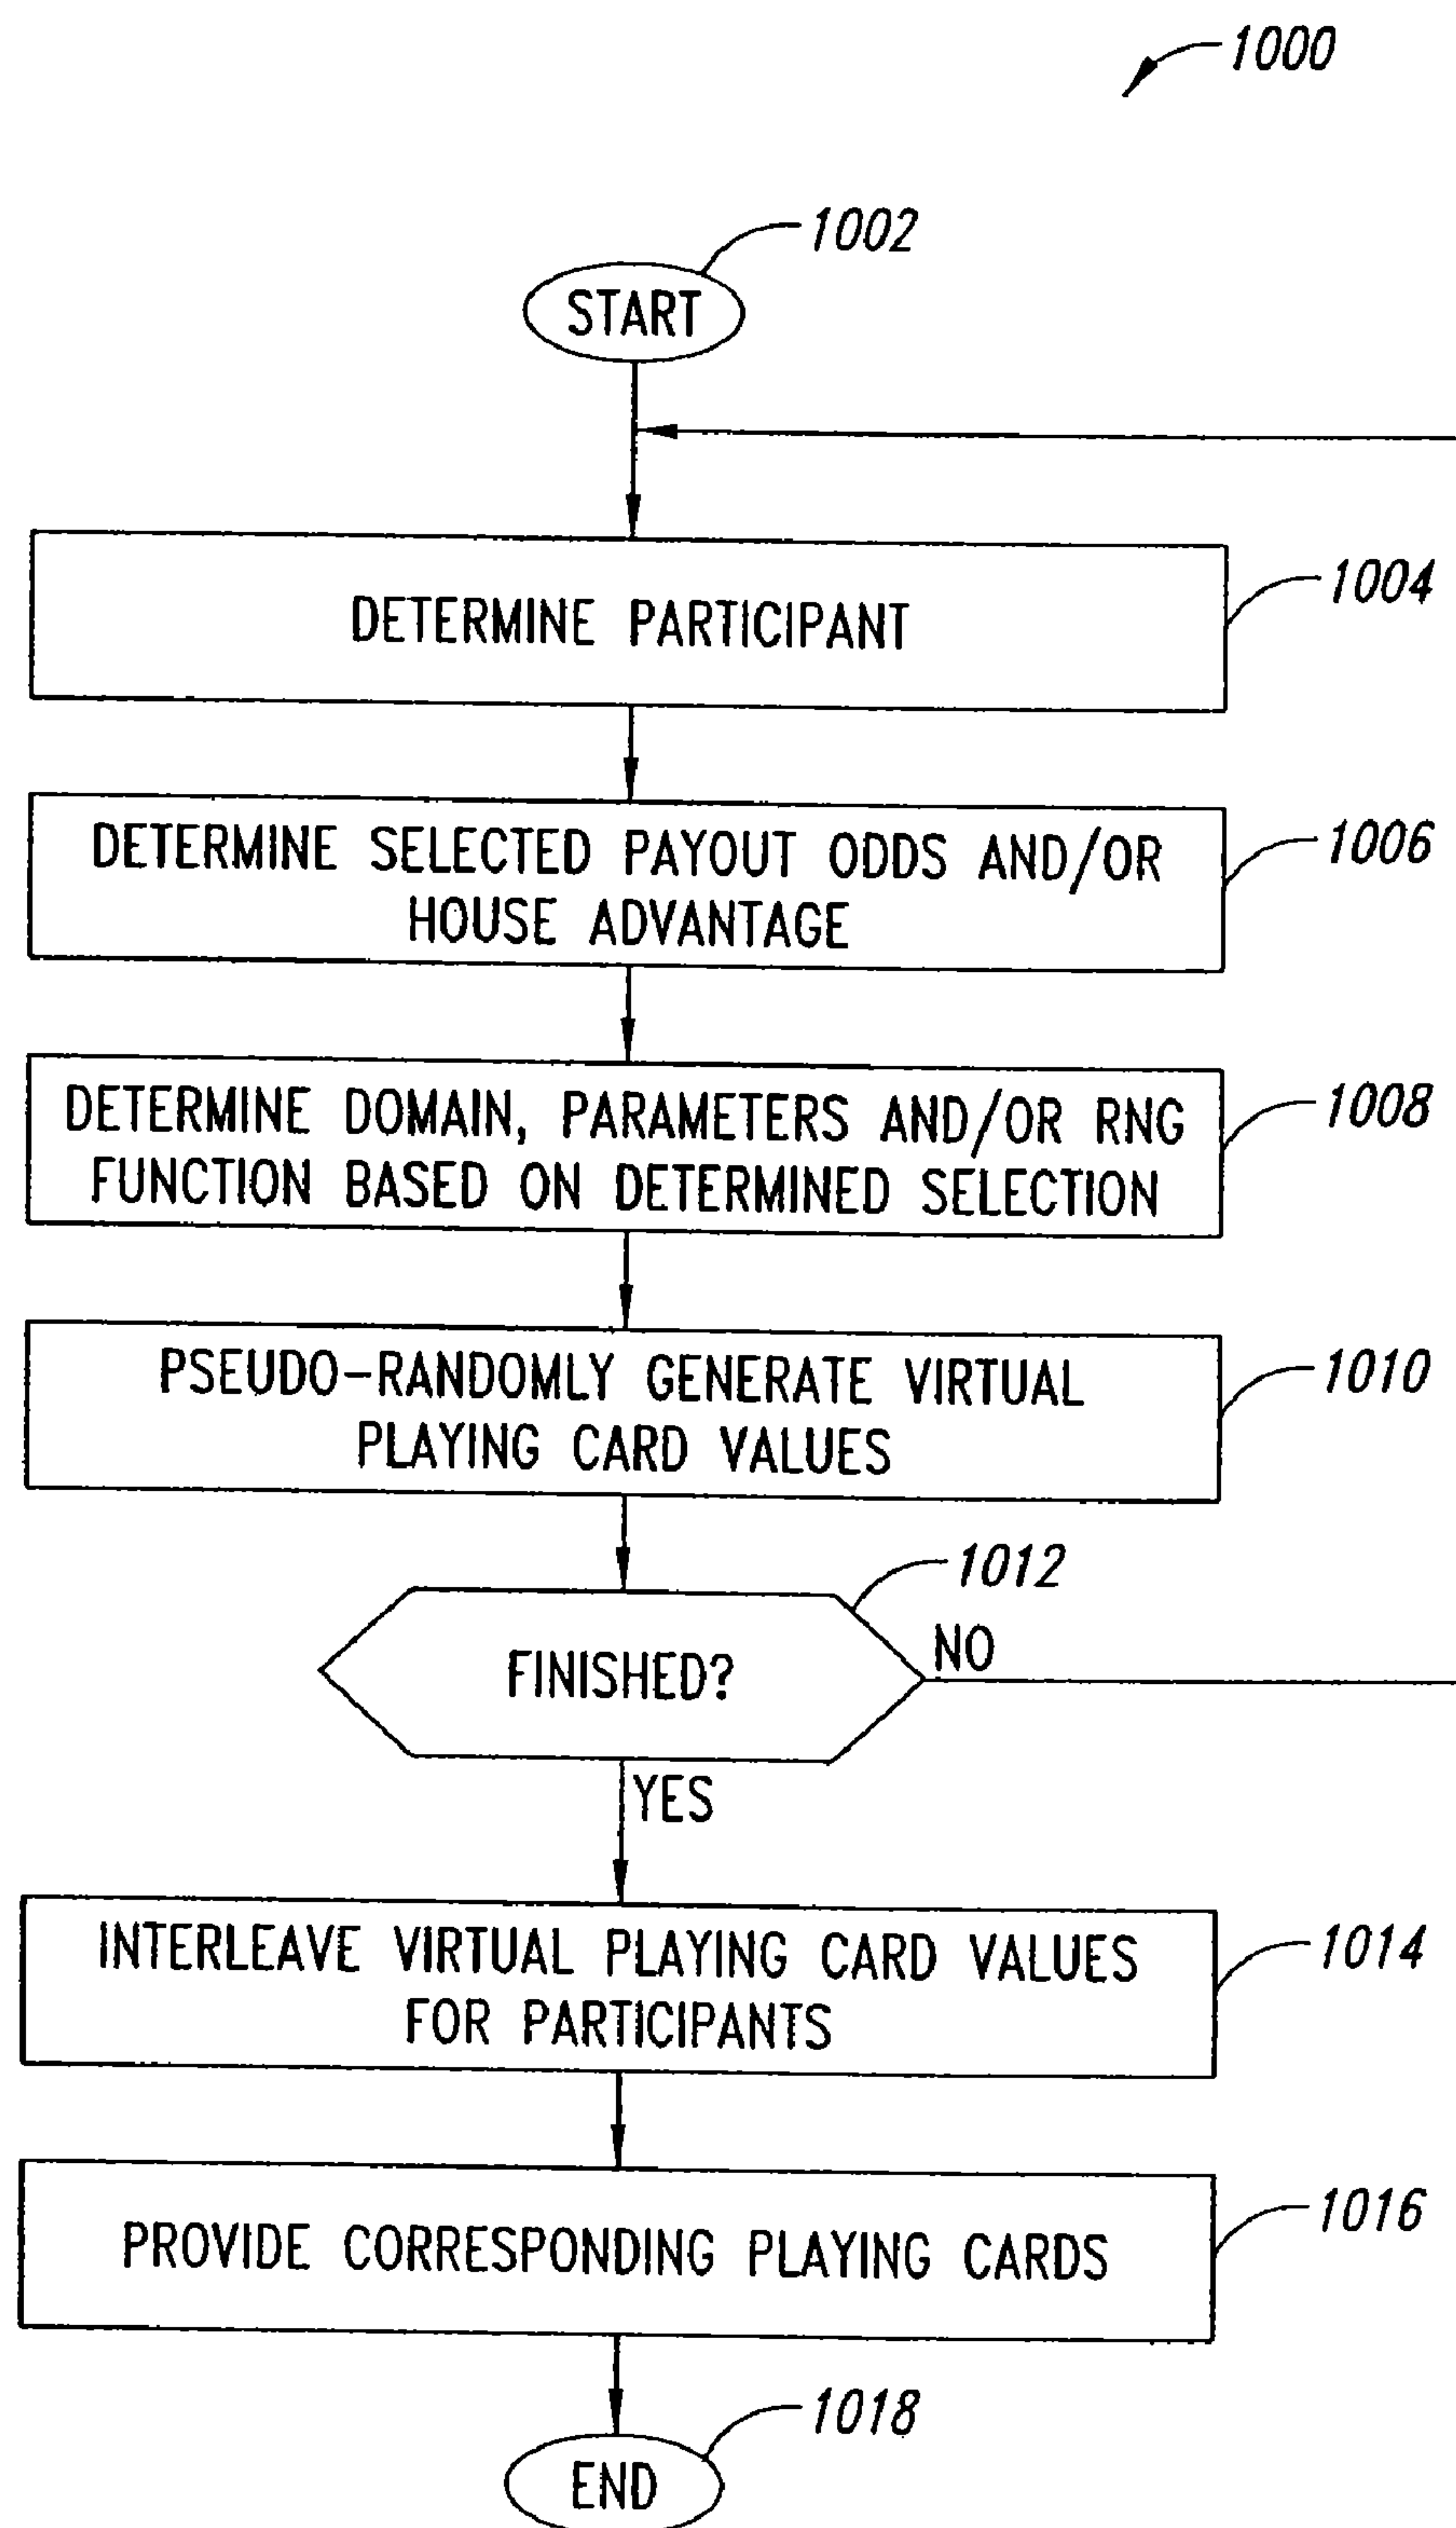 1000
1002
START
1004
DETERMINE PARTICIPANT
1006
DETERMINE SELECTED PAYOUT ODDS AND/OR
HOUSE ADVANTAGE
1008
DETERMINE DOMAIN, PARAMETERS AND/OR RNG
FUNCTION BASED ON DETERMINED SELECTION
1010
PSEUDO-RANDOMLY GENERATE VIRTUAL
PLAYING CARD VALUES
1012
FINISHED?
NO
YES
1014
INTERLEAVE VIRTUAL PLAYING CARD VALUES
FOR PARTICIPANTS
1016
PROVIDE CORRESPONDING PLAYING CARDS
1018
END